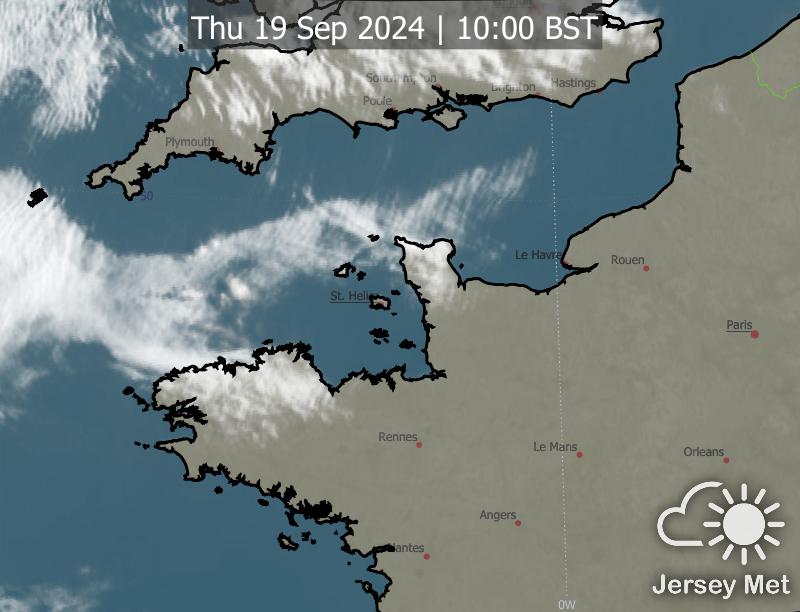 Thu 19 Sep 2024 | 10:00 BST
Southampton
Brighton
Hastings
Poole
Plymouth
50
Le Havre
Rouen
St. Helier
Paris
Rennes
Le Mans
Orleans
Angers
Nantes
0W
Jersey Met